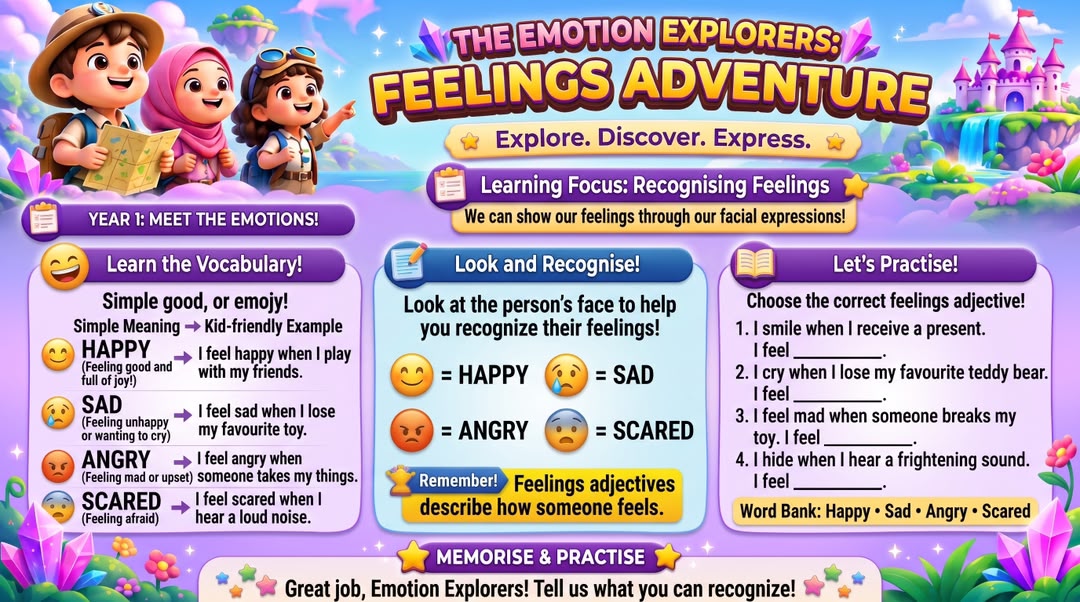 THE EMOTION EXPLORERS:
FEELINGS ADVENTURE
Explore. Discover. Express.
Learning Focus: Recognising Feelings
We can show our feelings through our facial expressions!
YEAR 1: MEET THE EMOTIONS!
Learn the Vocabulary!
Simple good, or emojy!
Simple Meaning → Kid-friendly Example
HAPPY
(Feeling good and
full of joy!)
→ I feel happy when I play
with my friends.
SAD
(Feeling unhappy
or wanting to cry)
→ I feel sad when I lose
my favourite toy.
ANGRY
(Feeling mad or upset)
→ I feel angry when
someone takes my things.
SCARED
(Feeling afraid)
→ I feel scared when I
hear a loud noise.
Look and Recognise!
Look at the person's face to help
you recognize their feelings!
= HAPPY
= SAD
= ANGRY
= SCARED
Remember! Feelings adjectives
describe how someone feels.
Let's Practise!
Choose the correct feelings adjective!
1. I smile when I receive a present.
I feel __________.
2. I cry when I lose my favourite teddy bear.
I feel __________.
3. I feel mad when someone breaks my
toy. I feel __________.
4. I hide when I hear a frightening sound.
I feel __________.
Word Bank: Happy • Sad • Angry • Scared
MEMORISE & PRACTISE
Great job, Emotion Explorers! Tell us what you can recognize!